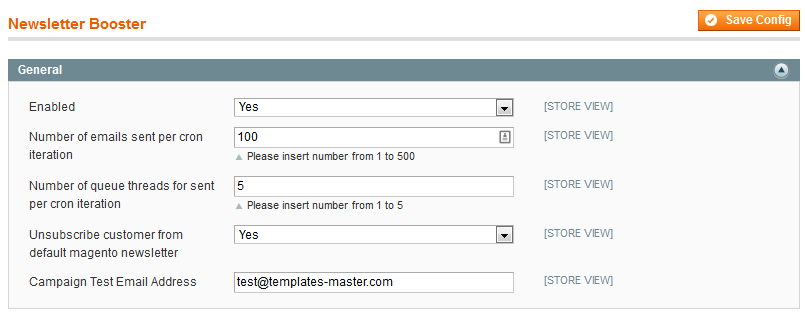 Newsletter Booster
Save Config
General
Enabled
Yes
[STORE VIEW]
Number of emails sent per cron
iteration
100
[STORE VIEW]
Please insert number from 1 to 500
Number of queue threads for sent
per cron iteration
5
[STORE VIEW]
Please insert number from 1 to 5
Unsubscribe customer from
default magento newsletter
Yes
[STORE VIEW]
Campaign Test Email Address
test@templates-master.com
[STORE VIEW]